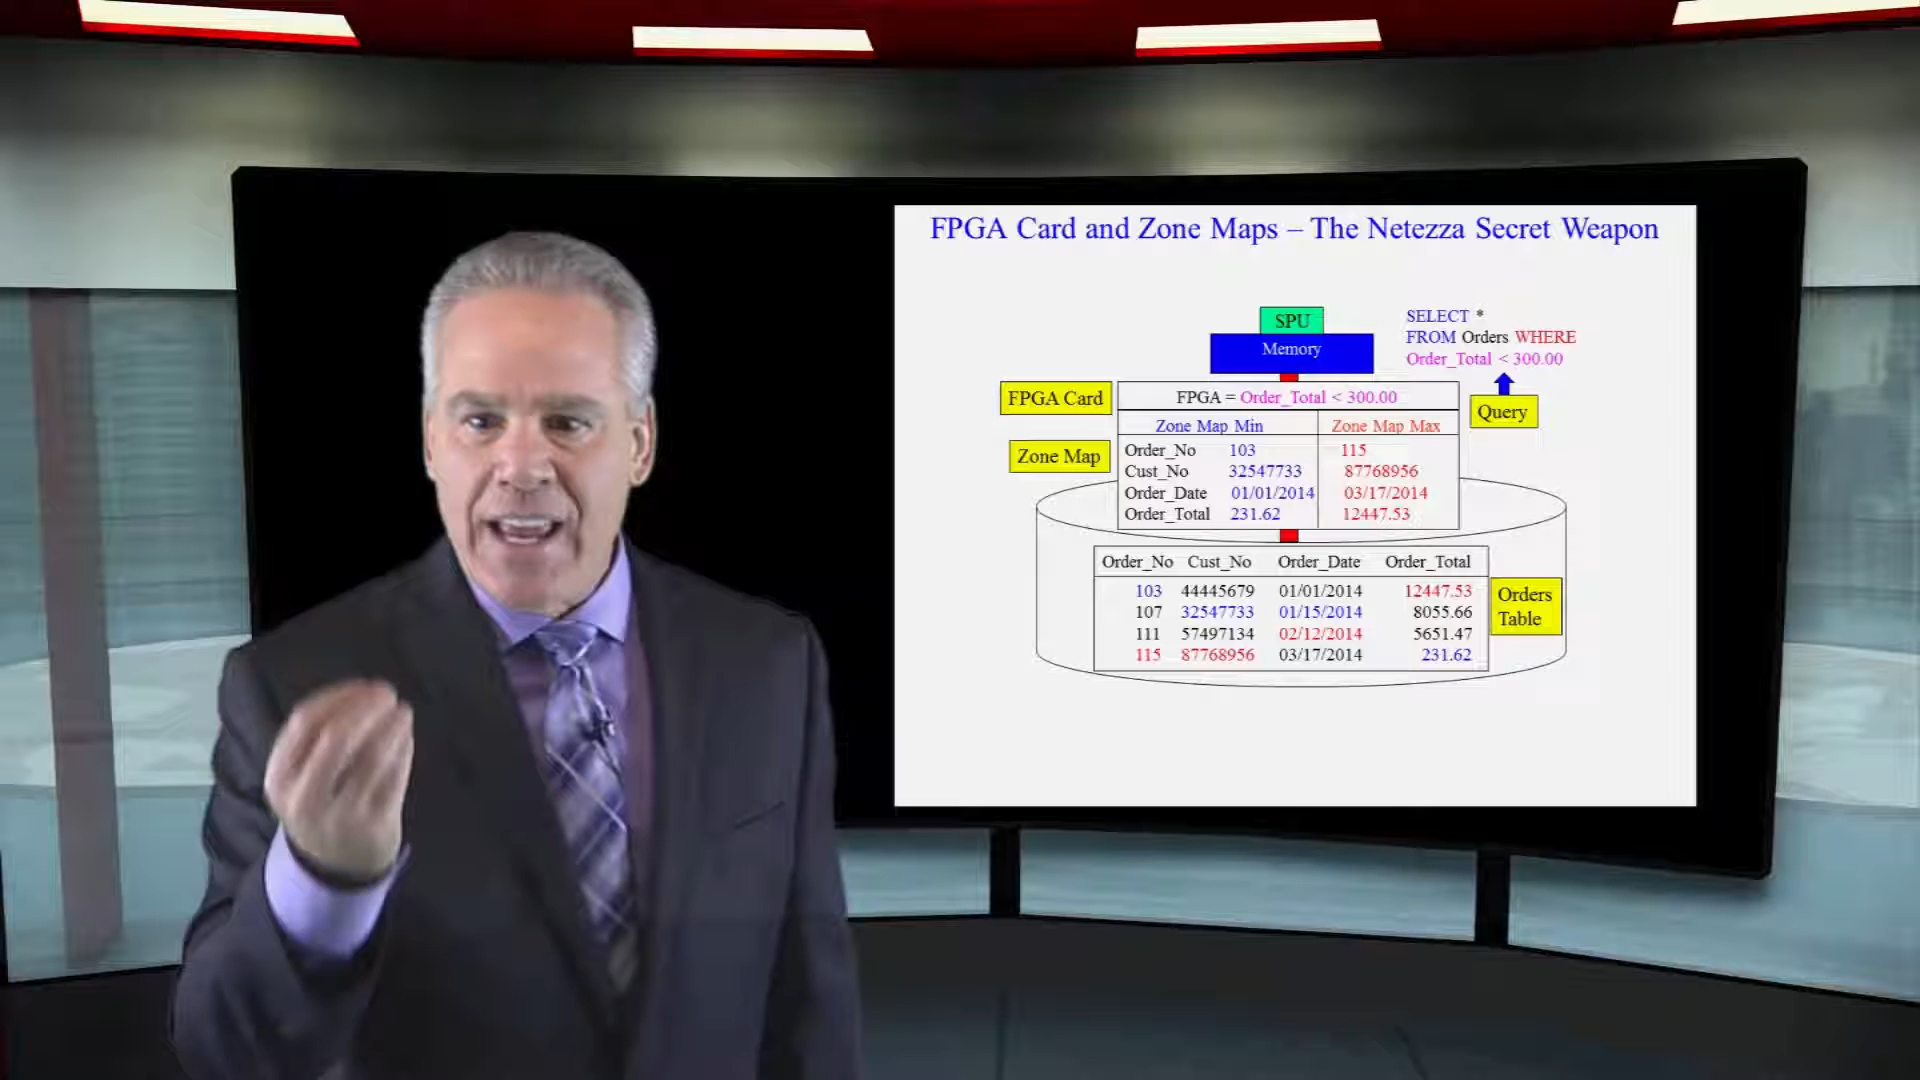 FPGA Card and Zone Maps – The Netezza Secret Weapon
SPU
Memory
SELECT *
FROM Orders WHERE
Order_Total < 300.00
Query
FPGA Card
FPGA = Order_Total < 300.00
Zone Map
Zone Map Min Zone Map Max
Order_No 103 115
Cust_No 32547733 87768956
Order_Date 01/01/2014 03/17/2014
Order_Total 231.62 12447.53
Order_No Cust_No Order_Date Order_Total
103 44445679 01/01/2014 12447.53
107 32547733 01/15/2014 8055.66
111 57497134 02/12/2014 5651.47
115 87768956 03/17/2014 231.62
Orders
Table